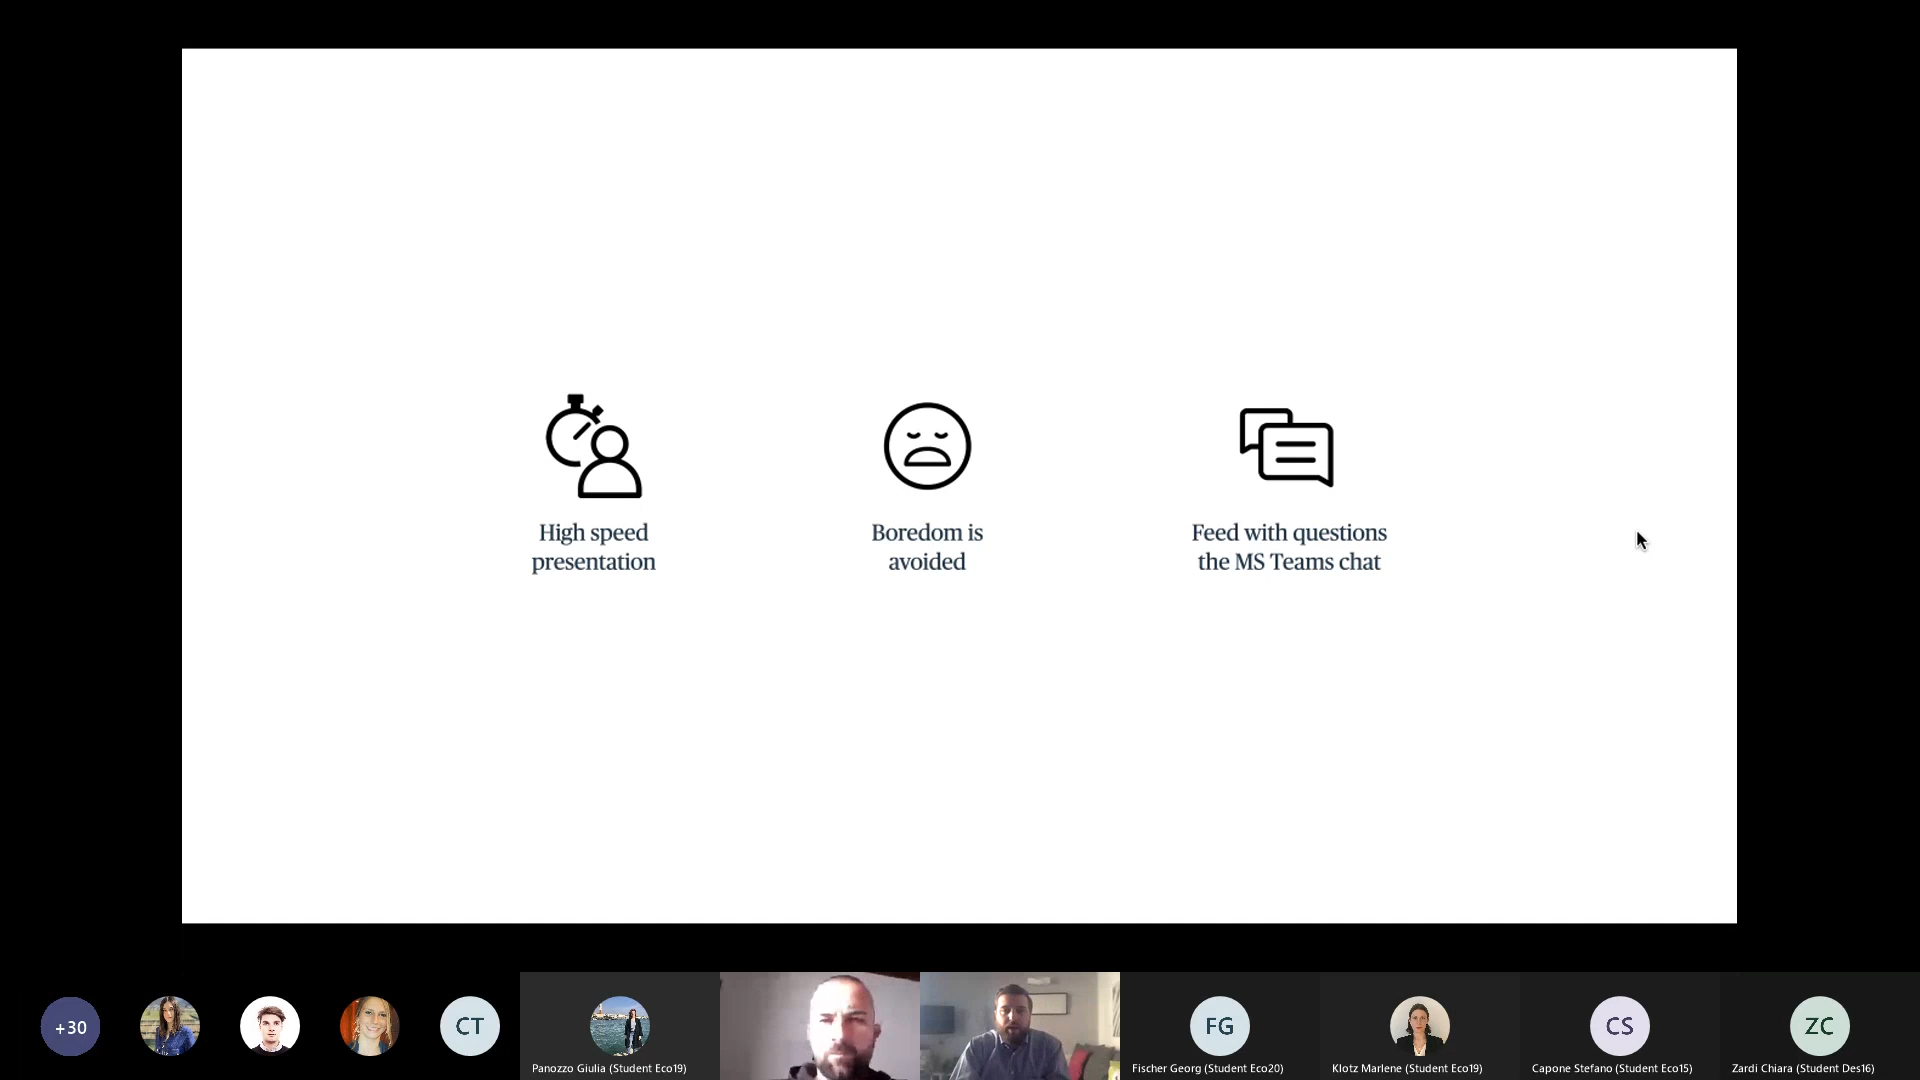 High speed
presentation
Boredom is
avoided
Feed with questions
the MS Teams chat
+30
CT
Panozzo Giulia (Student Eco19)
FG
Fischer Georg (Student Eco20)
Klotz Marlene (Student Eco19)
CS
Capone Stefano (Student Eco15)
ZC
Zardi Chiara (Student Des16)